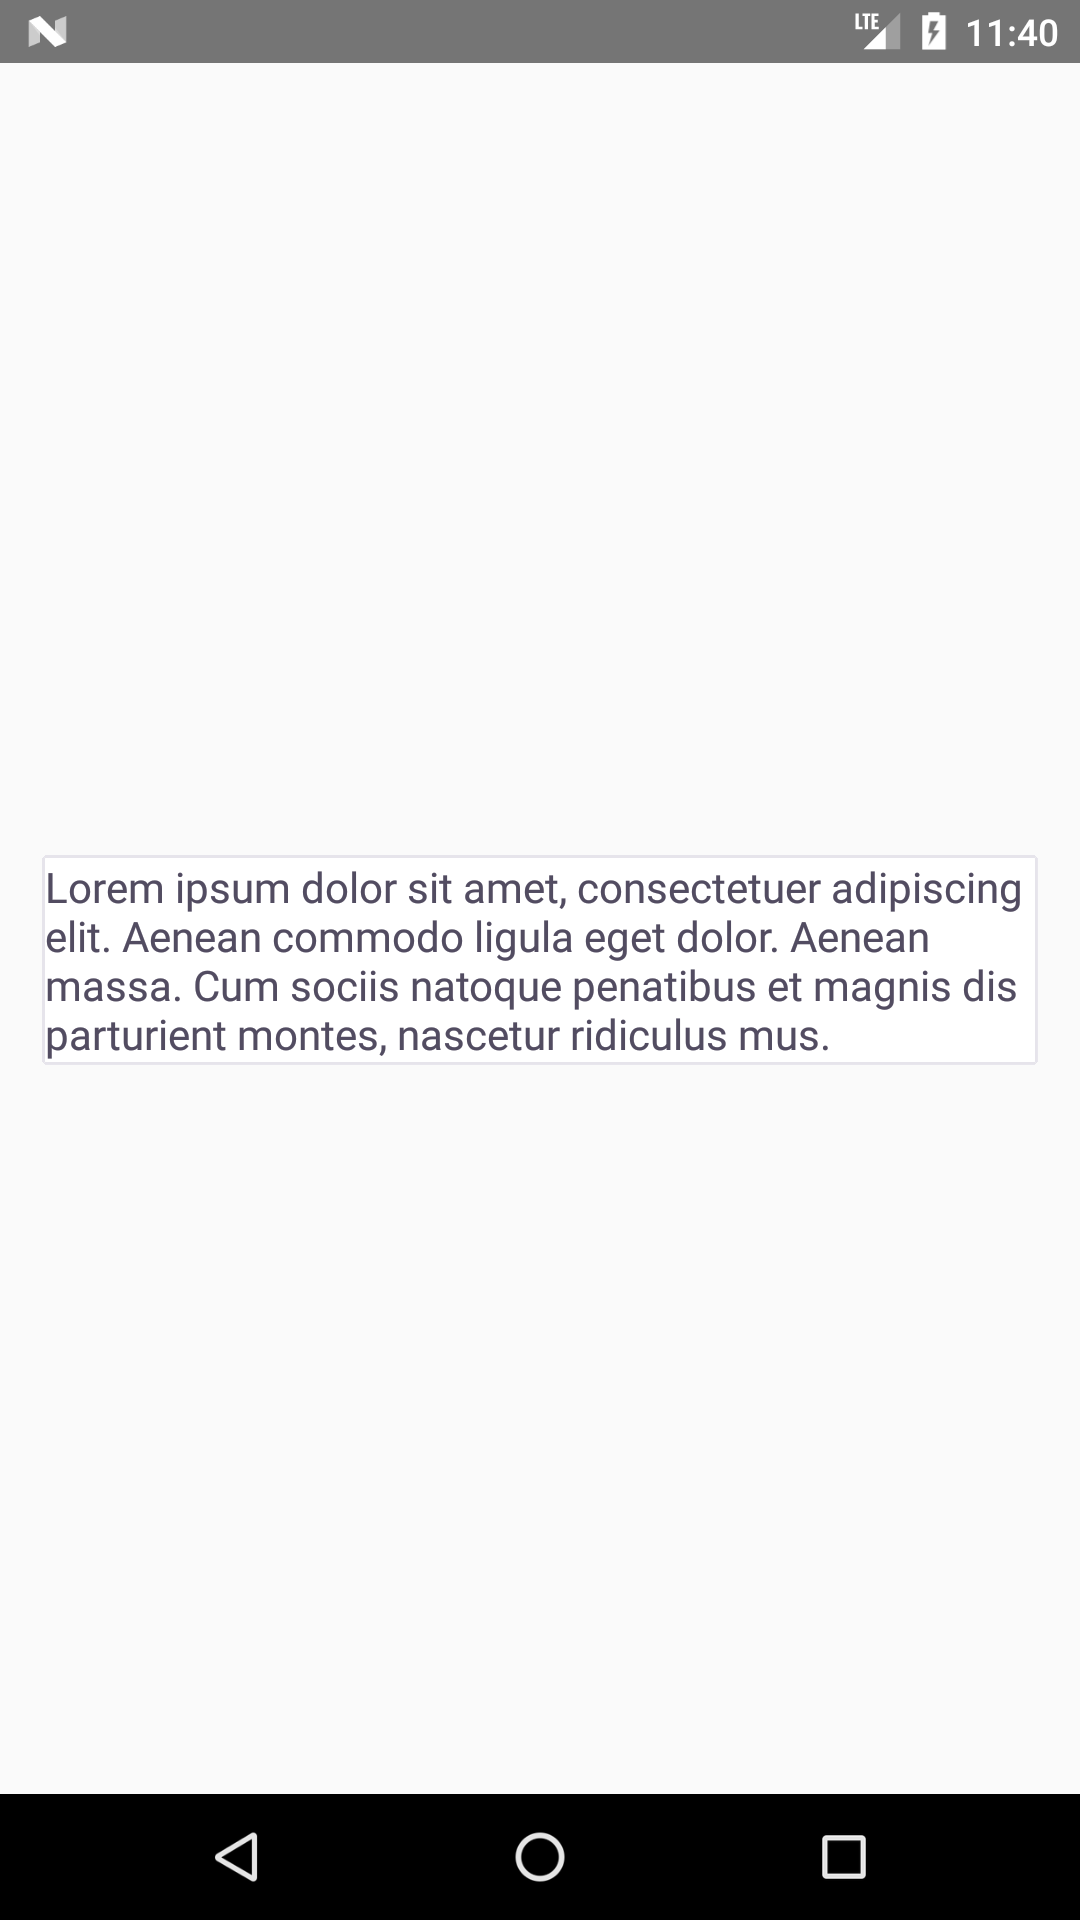 LTE 11:40
Lorem ipsum dolor sit amet, consectetuer adipiscing
elit. Aenean commodo ligula eget dolor. Aenean
massa. Cum sociis natoque penatibus et magnis dis
parturient montes, nascetur ridiculus mus.